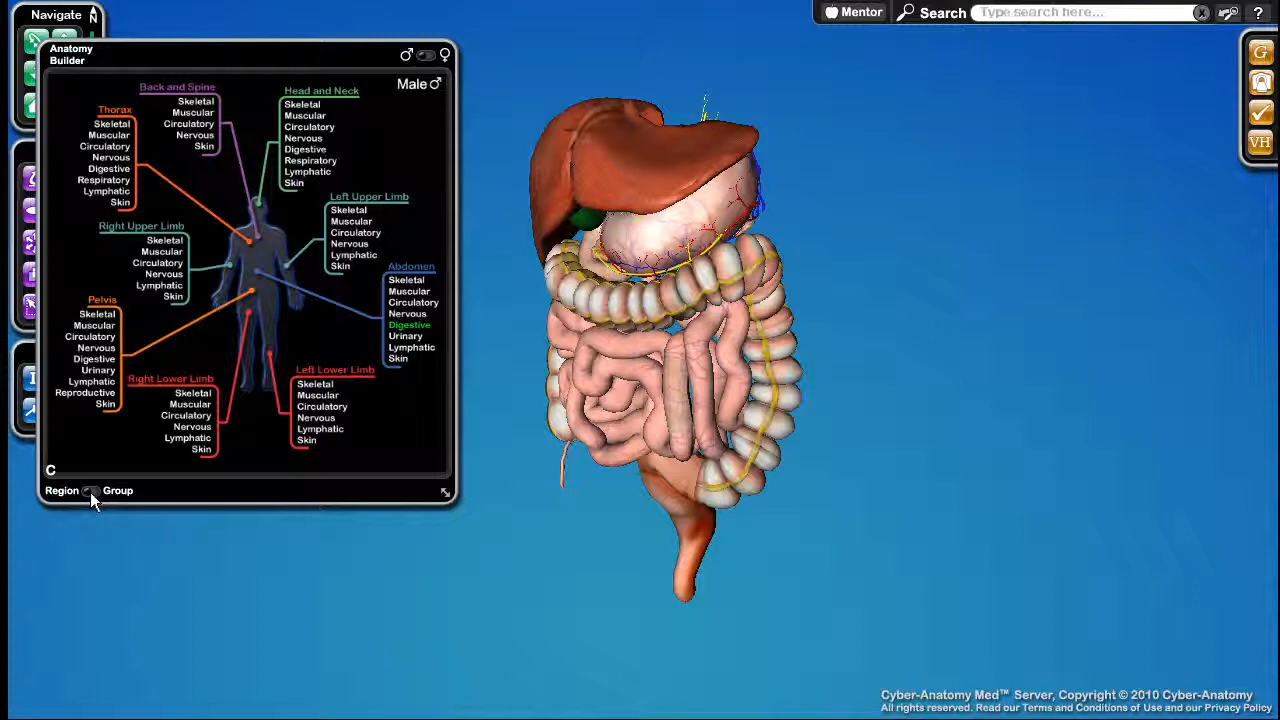 Navigate
N
Mentor
Search
Type search here...
x
?
Anatomy
Builder
Male
Back and Spine
Skeletal
Muscular
Circulatory
Nervous
Skin
Head and Neck
Skeletal
Muscular
Circulatory
Nervous
Digestive
Respiratory
Lymphatic
Skin
Thorax
Skeletal
Muscular
Circulatory
Nervous
Digestive
Respiratory
Lymphatic
Skin
Left Upper Limb
Skeletal
Muscular
Circulatory
Nervous
Lymphatic
Skin
Right Upper Limb
Skeletal
Muscular
Circulatory
Nervous
Lymphatic
Skin
Abdomen
Skeletal
Muscular
Circulatory
Nervous
Digestive
Urinary
Lymphatic
Skin
Pelvis
Skeletal
Muscular
Circulatory
Nervous
Digestive
Urinary
Lymphatic
Reproductive
Skin
Right Lower Limb
Skeletal
Muscular
Circulatory
Nervous
Lymphatic
Skin
Left Lower Limb
Skeletal
Muscular
Circulatory
Nervous
Lymphatic
Skin
C
Region Group
G
VH
Cyber-Anatomy Med™ Server, Copyright © 2010 Cyber-Anatomy
All rights reserved. Read our Terms and Conditions of Use and our Privacy Policy